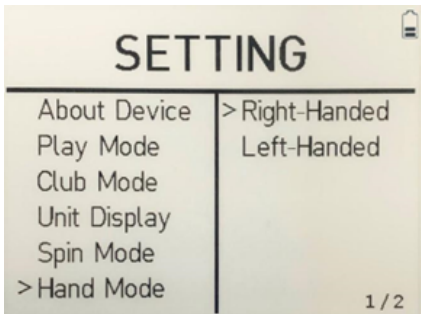 SETTING
About Device
Play Mode
Club Mode
Unit Display
Spin Mode
>Hand Mode
>Right-Handed
Left-Handed
1/2